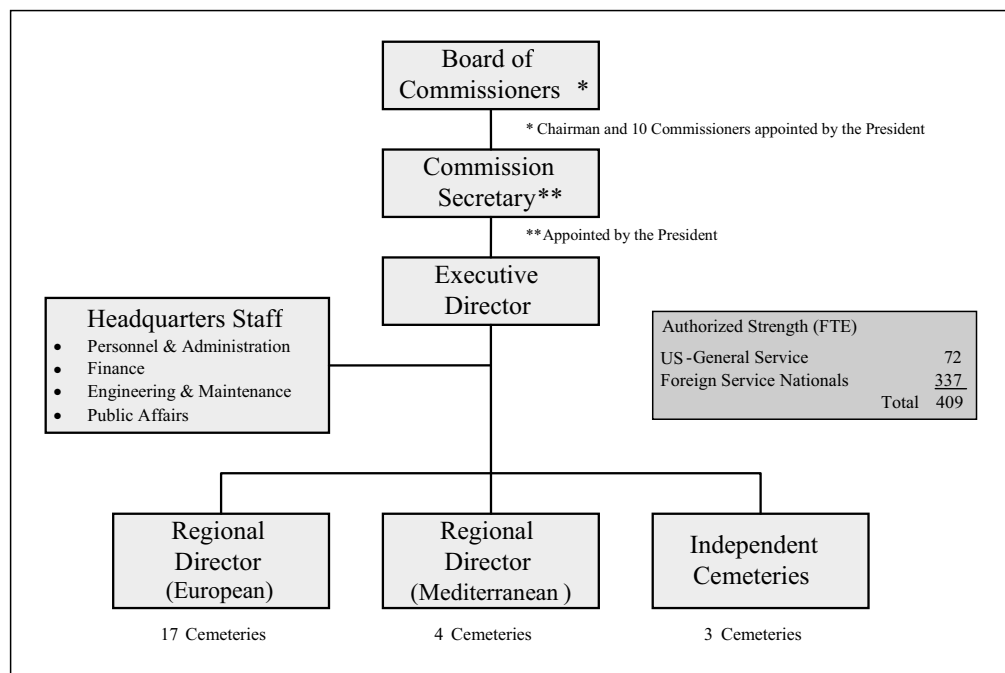 Board of
Commissioners *
* Chairman and 10 Commissioners appointed by the President
Commission
Secretary**
**Appointed by the President
Executive
Director
Headquarters Staff
• Personnel & Administration
• Finance
• Engineering & Maintenance
• Public Affairs
Authorized Strength (FTE)
US-General Service 72
Foreign Service Nationals 337
Total 409
Regional
Director
(European)
17 Cemeteries
Regional
Director
(Mediterranean )
4 Cemeteries
Independent
Cemeteries
3 Cemeteries